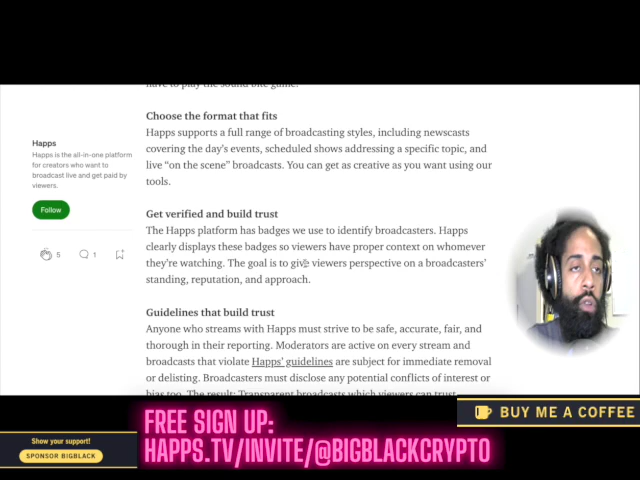 have to play the sound bite game.
Choose the format that fits
Happs supports a full range of broadcasting styles, including newscasts
covering the day's events, scheduled shows addressing a specific topic, and
live “on the scene” broadcasts. You can get as creative as you want using our
tools.
Happs
Happs is the all-in-one platform
for creators who want to
broadcast live and get paid by
viewers.
Follow
5
1
Get verified and build trust
The Happs platform has badges we use to identify broadcasters. Happs
clearly displays these badges so viewers have proper context on whomever
they're watching. The goal is to give viewers perspective on a broadcasters'
standing, reputation, and approach.
Guidelines that build trust
Anyone who streams with Happs must strive to be safe, accurate, fair, and
thorough in their reporting. Moderators are active on every stream and
broadcasts that violate Happs' guidelines are subject for immediate removal
or delisting. Broadcasters must disclose any potential conflicts of interest or
bias too. The result: Transparent broadcasts which viewers can trust.
BUY ME A COFFEE
FREE SIGN UP:
HAPPS.TV/INVITE/@BIGBLACKCRYPTO
Show your support!
SPONSOR BIGBLACK